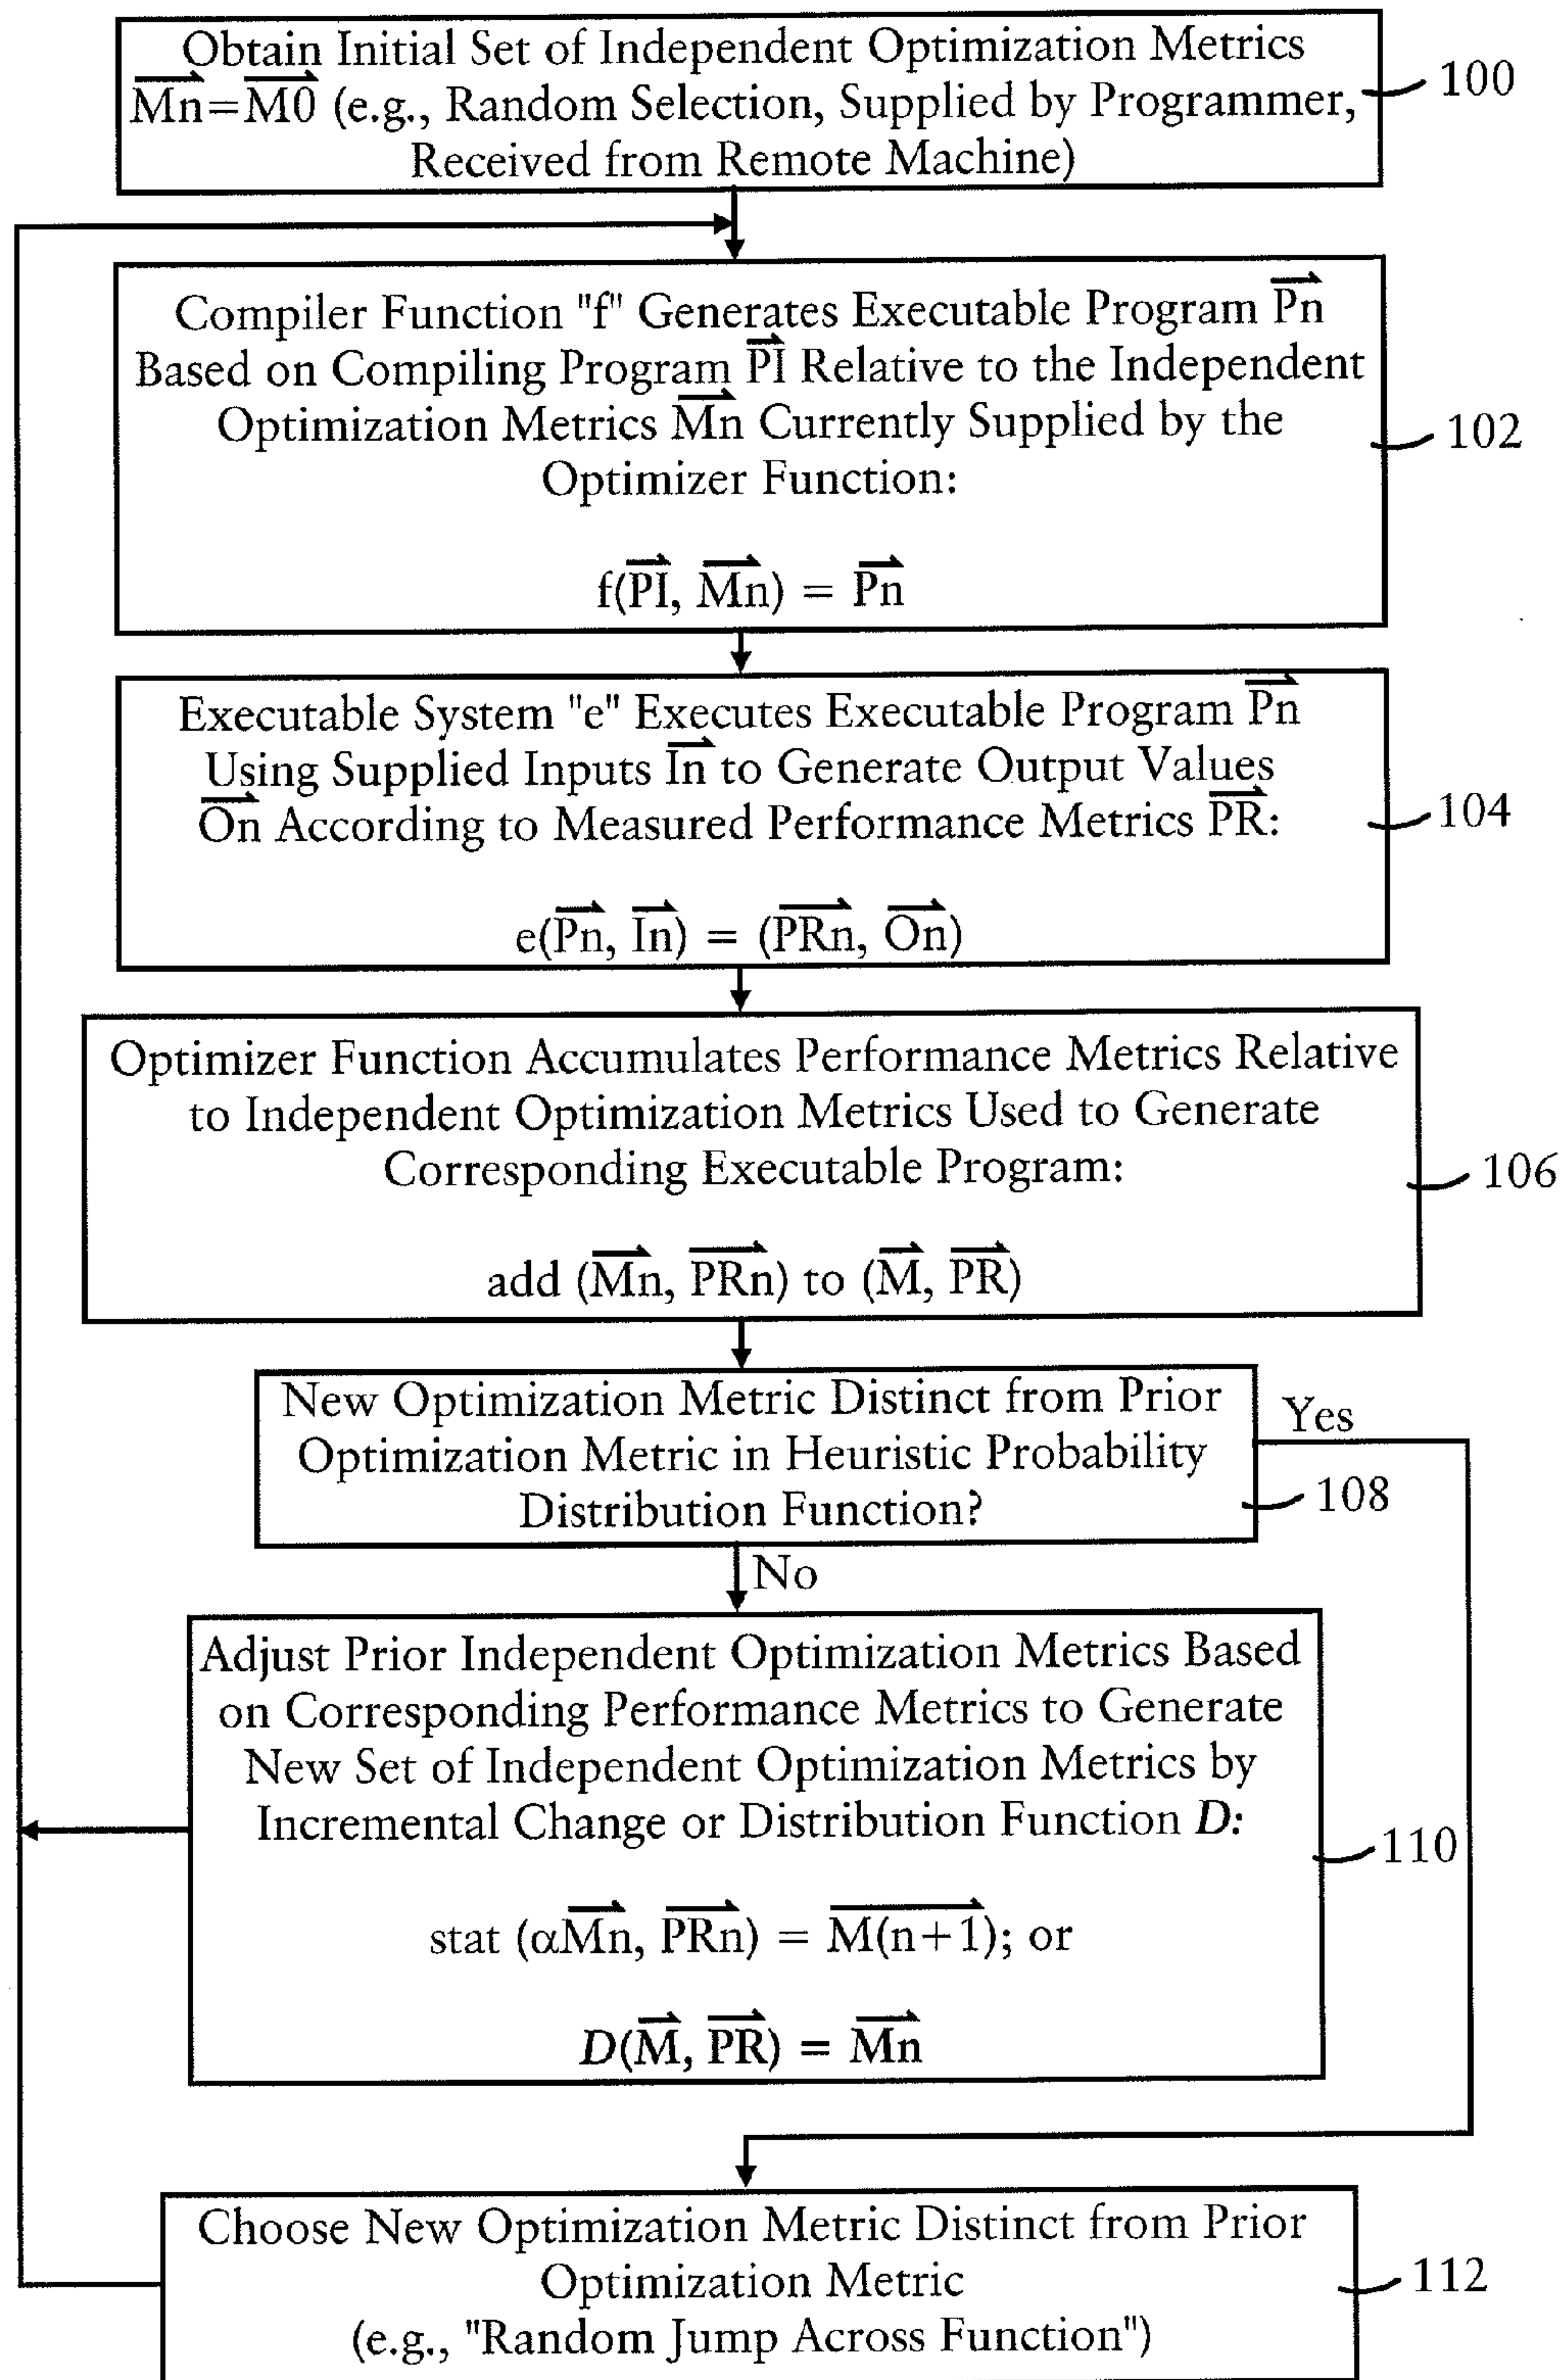 Obtain Initial Set of Independent Optimization Metrics
Mn=M0 (e.g., Random Selection, Supplied by Programmer,
Received from Remote Machine)
100
Compiler Function "f" Generates Executable Program Pn
Based on Compiling Program PI Relative to the Independent
Optimization Metrics Mn Currently Supplied by the
Optimizer Function:
f(PI, Mn) = Pn
102
Executable System "e" Executes Executable Program Pn
Using Supplied Inputs In to Generate Output Values
On According to Measured Performance Metrics PR:
e(Pn, In) = (PRn, On)
104
Optimizer Function Accumulates Performance Metrics Relative
to Independent Optimization Metrics Used to Generate
Corresponding Executable Program:
add (Mn, PRn) to (M, PR)
106
New Optimization Metric Distinct from Prior
Optimization Metric in Heuristic Probability
Distribution Function?
Yes
108
No
Adjust Prior Independent Optimization Metrics Based
on Corresponding Performance Metrics to Generate
New Set of Independent Optimization Metrics by
Incremental Change or Distribution Function D:
stat (αMn, PRn) = M(n+1); or
D(M, PR) = Mn
110
Choose New Optimization Metric Distinct from Prior
Optimization Metric
(e.g., "Random Jump Across Function")
112